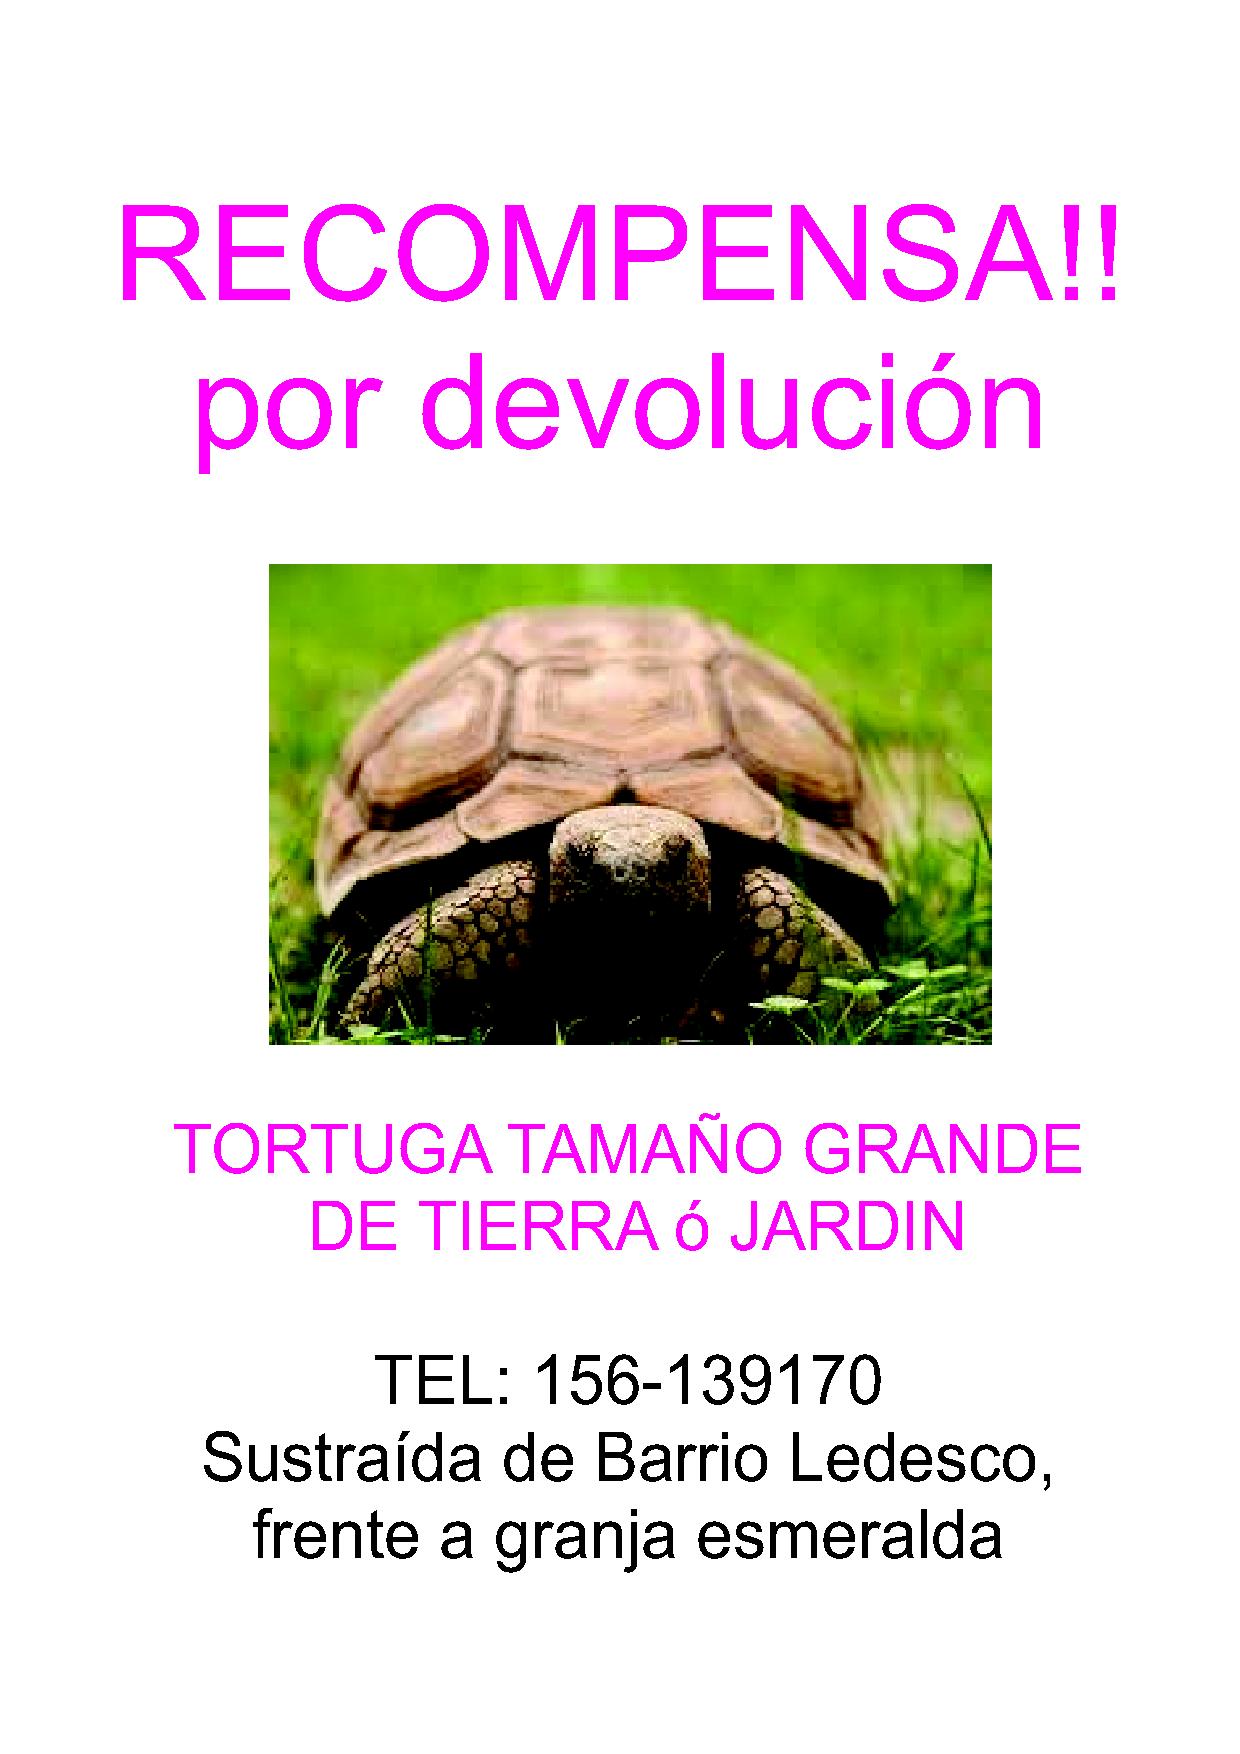 RECOMPENSA!!
por devolución
TORTUGA TAMAÑO GRANDE
DE TIERRA ó JARDIN
TEL: 156-139170
Sustraída de Barrio Ledesco,
frente a granja esmeralda